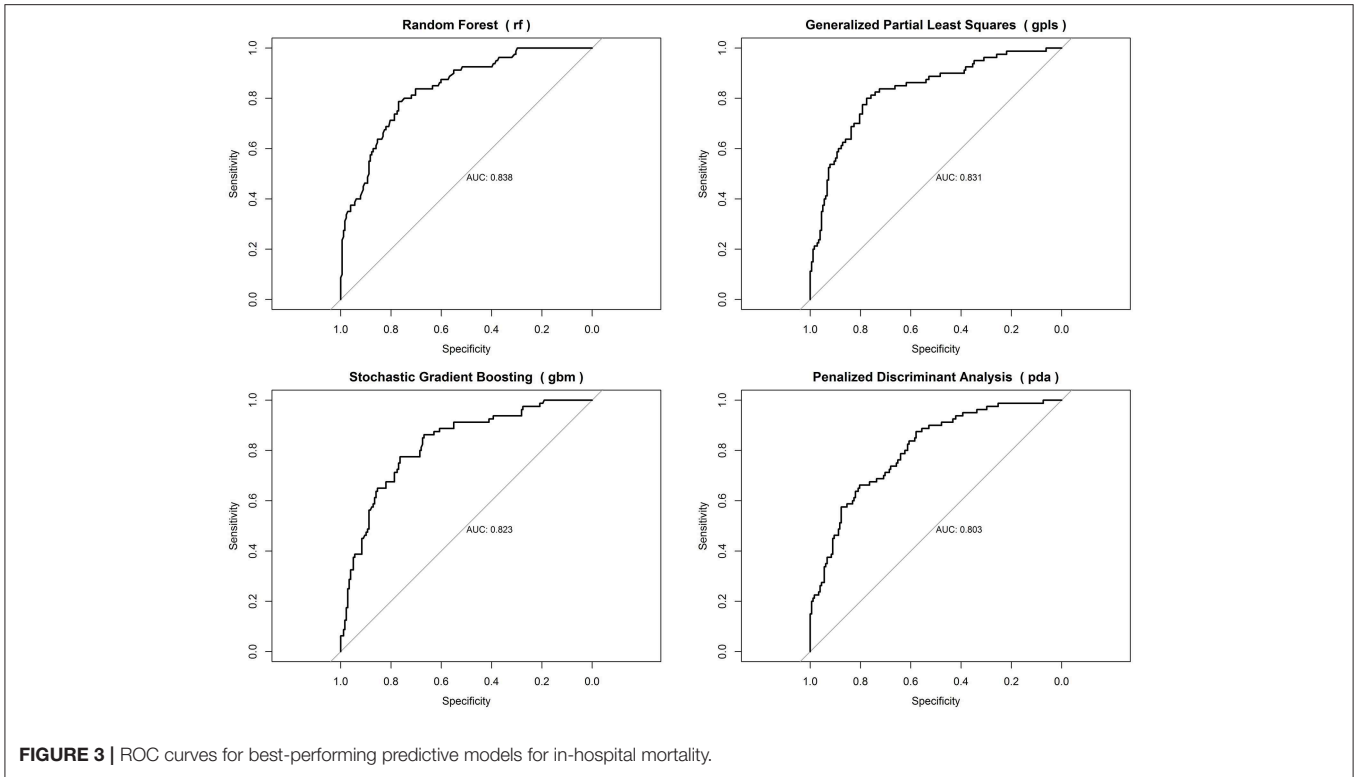 Random Forest ( rf )
Sensitivity
1.0
0.8
0.6
0.4
0.2
0.0
AUC: 0.838
1.0 0.8 0.6 0.4 0.2 0.0
Specificity
Generalized Partial Least Squares ( gpls )
Sensitivity
1.0
0.8
0.6
0.4
0.2
0.0
AUC: 0.831
1.0 0.8 0.6 0.4 0.2 0.0
Specificity
Stochastic Gradient Boosting ( gbm )
Sensitivity
1.0
0.8
0.6
0.4
0.2
0.0
AUC: 0.823
1.0 0.8 0.6 0.4 0.2 0.0
Specificity
Penalized Discriminant Analysis ( pda )
Sensitivity
1.0
0.8
0.6
0.4
0.2
0.0
AUC: 0.803
1.0 0.8 0.6 0.4 0.2 0.0
Specificity
FIGURE 3 | ROC curves for best-performing predictive models for in-hospital mortality.